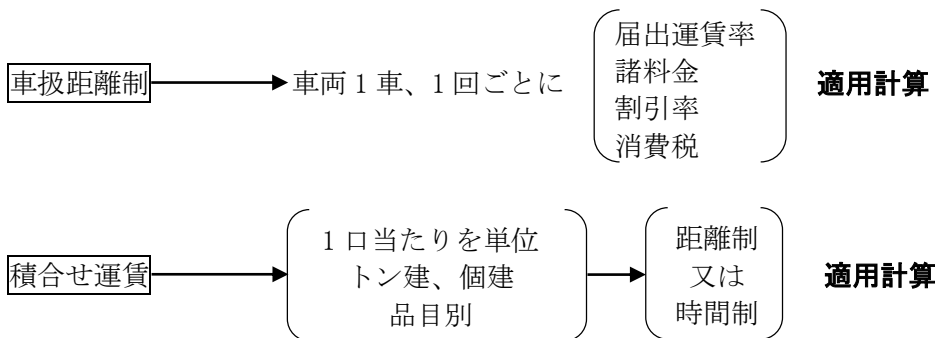 車扱距離制
車両1車、1回ごとに
届出運賃率
諸料金
割引率
消費税
適用計算
積合せ運賃
1口当たりを単位
トン建、個建
品目別
距離制
又は
時間制
適用計算